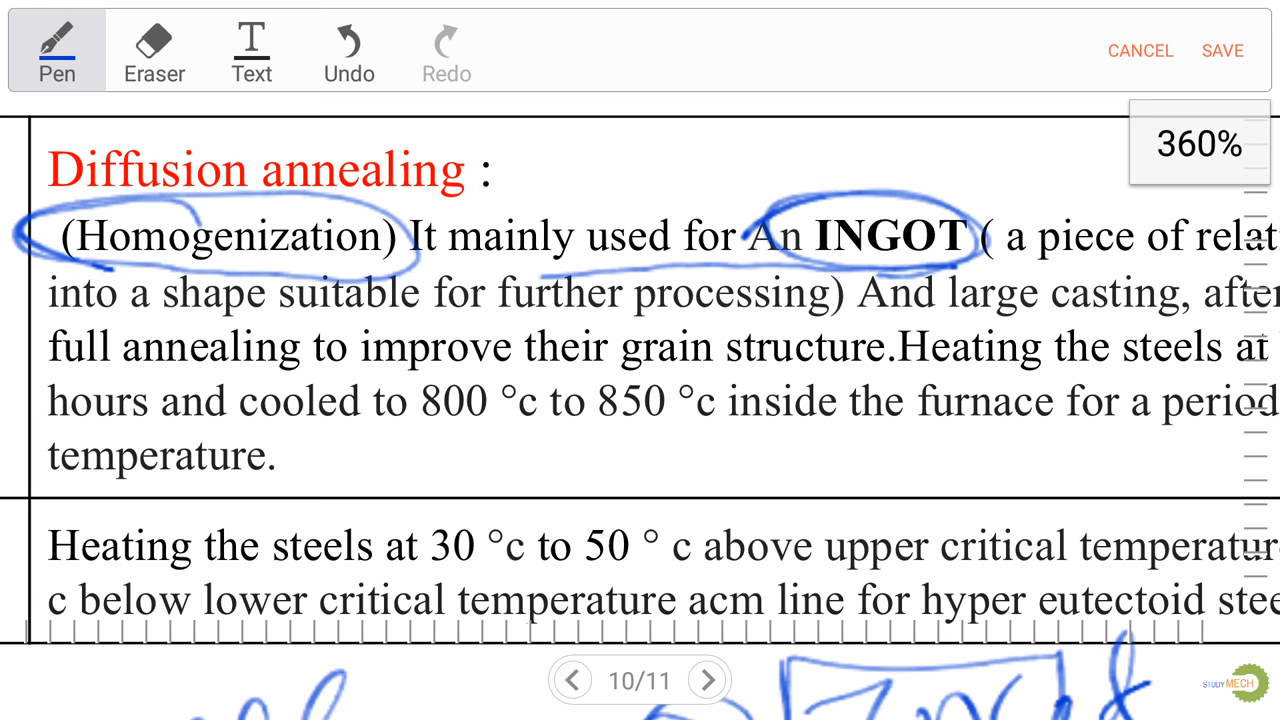 Pen
Eraser
Text
Undo
Redo
CANCEL
SAVE
360%
Diffusion annealing :
(Homogenization) It mainly used for An INGOT ( a piece of relati
into a shape suitable for further processing) And large casting, after
full annealing to improve their grain structure.Heating the steels at
hours and cooled to 800 °c to 850 °c inside the furnace for a period
temperature.
Heating the steels at 30 °c to 50 ° c above upper critical temperatur
c below lower critical temperature acm line for hyper eutectoid stee
10/11
STUDY MECH